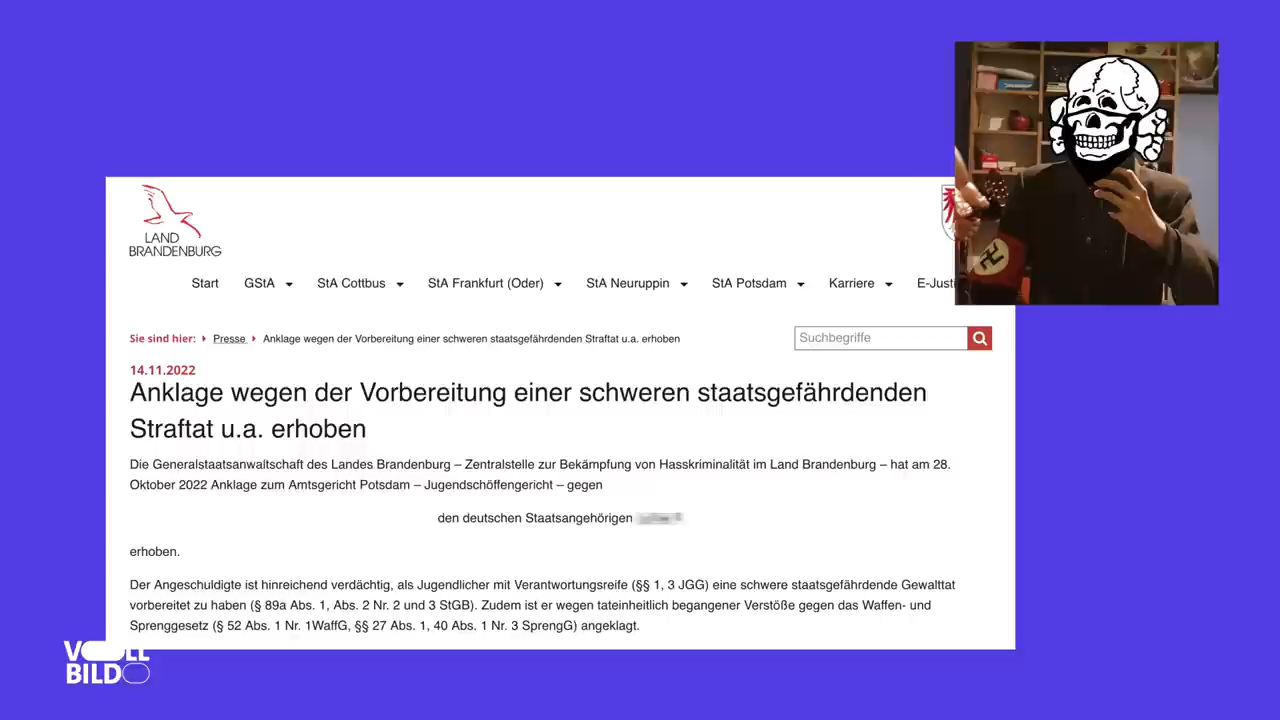 LAND
BRANDENBURG
Start GStA StA Cottbus StA Frankfurt (Oder) StA Neuruppin StA Potsdam Karriere
Sie sind hier: Presse Anklage wegen der Vorbereitung einer schweren staatsgefährdenden Straftat u.a. erhoben
Suchbegriffe
14.11.2022
Anklage wegen der Vorbereitung einer schweren staatsgefährdenden
Straftat u.a. erhoben
Die Generalstaatsanwaltschaft des Landes Brandenburg – Zentralstelle zur Bekämpfung von Hasskriminalität im Land Brandenburg – hat am 28.
Oktober 2022 Anklage zum Amtsgericht Potsdam – Jugendschöffengericht – gegen
den deutschen Staatsangehörigen
erhoben.
Der Angeschuldigte ist hinreichend verdächtig, als Jugendlicher mit Verantwortungsreife (§§ 1, 3 JGG) eine schwere staatsgefährdende Gewalttat
vorbereitet zu haben (§ 89a Abs. 1, Abs. 2 Nr. 2 und 3 StGB). Zudem ist er wegen tateinheitlich begangener Verstöße gegen das Waffen- und
Sprenggesetz (§ 52 Abs. 1 Nr. 1WaffG, §§ 27 Abs. 1, 40 Abs. 1 Nr. 3 SprengG) angeklagt.
VOLL
BILD